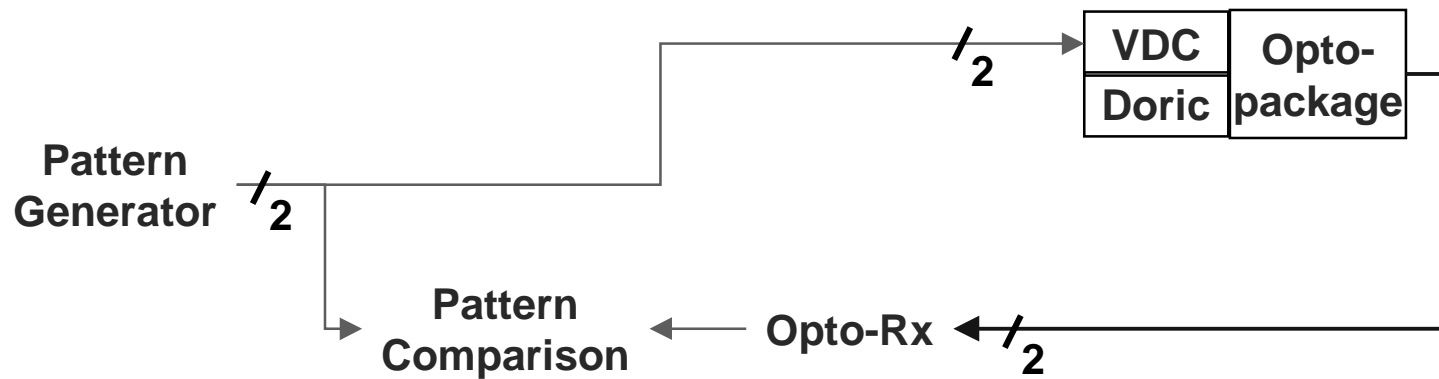 2
VDC
Doric
Opto-
package
Pattern
Generator
2
Pattern
Comparison
Opto-Rx
2